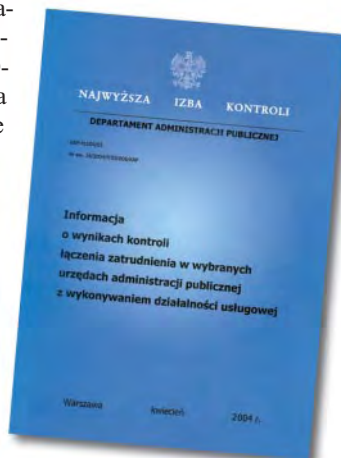 NAJWYŻSZA IZBA KONTROLI
DEPARTAMENT ADMINISTRACJI PUBLICZNEJ
Informacja
o wynikach kontroli
łączenia zatrudnienia w wybranych
urzędach administracji publicznej
z wykonywaniem działalności usługowej
Warszawa kwiecień 2004 r.